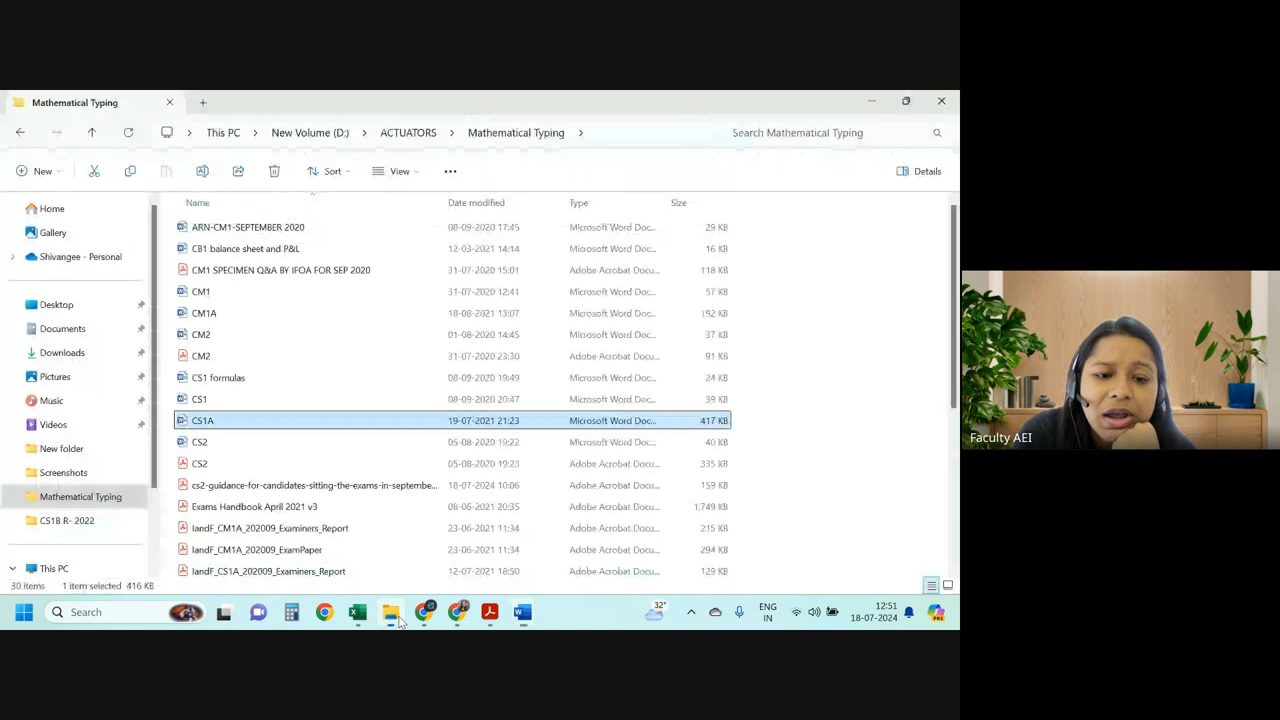 Mathematical Typing
This PC > New Volume (D:) > ACTUATORS > Mathematical Typing >
Search Mathematical Typing
New
Sort
View
Details
Home
Gallery
Shivangee - Personal
Desktop
Documents
Downloads
Pictures
Music
Videos
New folder
Screenshots
Mathematical Typing
CS1B R- 2022
This PC
Name Date modified Type Size
ARN-CM1-SEPTEMBER 2020 08-09-2020 17:45 Microsoft Word Doc... 29 KB
CB1 balance sheet and P&L 12-03-2021 14:14 Microsoft Word Doc... 16 KB
CM1 SPECIMEN Q&A BY IFOA FOR SEP 2020 31-07-2020 15:01 Adobe Acrobat Docu... 118 KB
CM1 31-07-2020 12:41 Microsoft Word Doc... 57 KB
CM1A 18-08-2021 13:07 Microsoft Word Doc... 192 KB
CM2 01-08-2020 14:45 Microsoft Word Doc... 37 KB
CM2 31-07-2020 23:30 Adobe Acrobat Docu... 91 KB
CS1 formulas 08-09-2020 19:49 Microsoft Word Doc... 24 KB
CS1 08-09-2020 20:47 Microsoft Word Doc... 39 KB
CS1A 19-07-2021 21:23 Microsoft Word Doc... 417 KB
CS2 05-08-2020 19:22 Microsoft Word Doc... 40 KB
CS2 05-08-2020 19:23 Adobe Acrobat Docu... 335 KB
cs2-guidance-for-candidates-sitting-the-exams-in-septembe... 18-07-2024 10:06 Adobe Acrobat Docu... 159 KB
Exams Handbook April 2021 v3 08-06-2021 20:35 Adobe Acrobat Docu... 1,749 KB
IandF_CM1A_202009_Examiners_Report 23-06-2021 11:34 Adobe Acrobat Docu... 215 KB
IandF_CM1A_202009_ExamPaper 23-06-2021 11:34 Adobe Acrobat Docu... 294 KB
IandF_CS1A_202009_Examiners_Report 12-07-2021 18:50 Adobe Acrobat Docu... 129 KB
30 items 1 item selected 416 KB
Search
32°
ENG
IN
12:51
18-07-2024
Faculty AEI